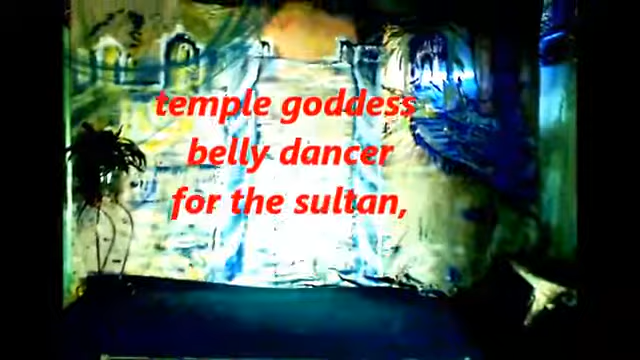 temple goddess
belly dancer
for the sultan,